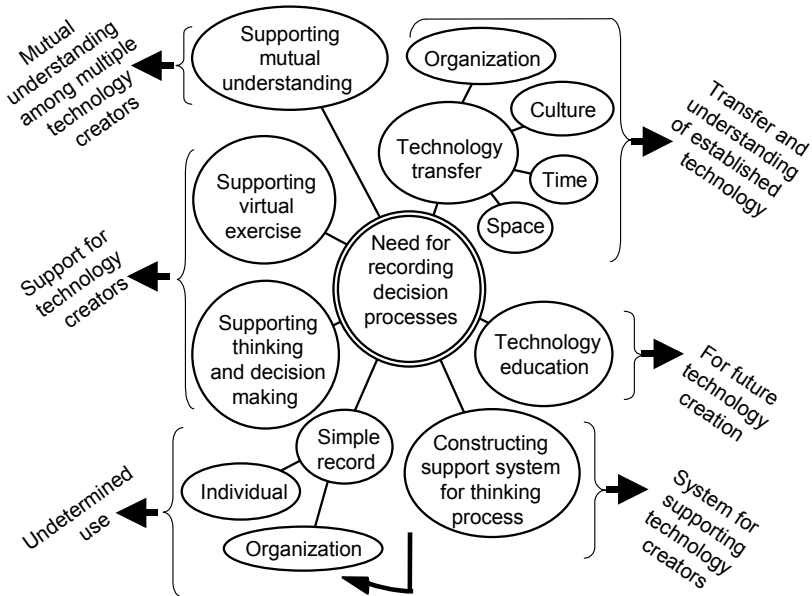 Mutual
understanding
among multiple
technology
creators
Supporting
mutual
understanding
Organization
Culture
Technology
transfer
Time
Space
Transfer and
understanding
of established
technology
Supporting
virtual
exercise
Need for
recording
decision
processes
Support for
technology
creators
Supporting
thinking
and decision
making
Technology
education
For future
technology
creation
Simple
record
Individual
Organization
Undetermined
use
Constructing
support system
for thinking
process
System for
supporting
technology
creators